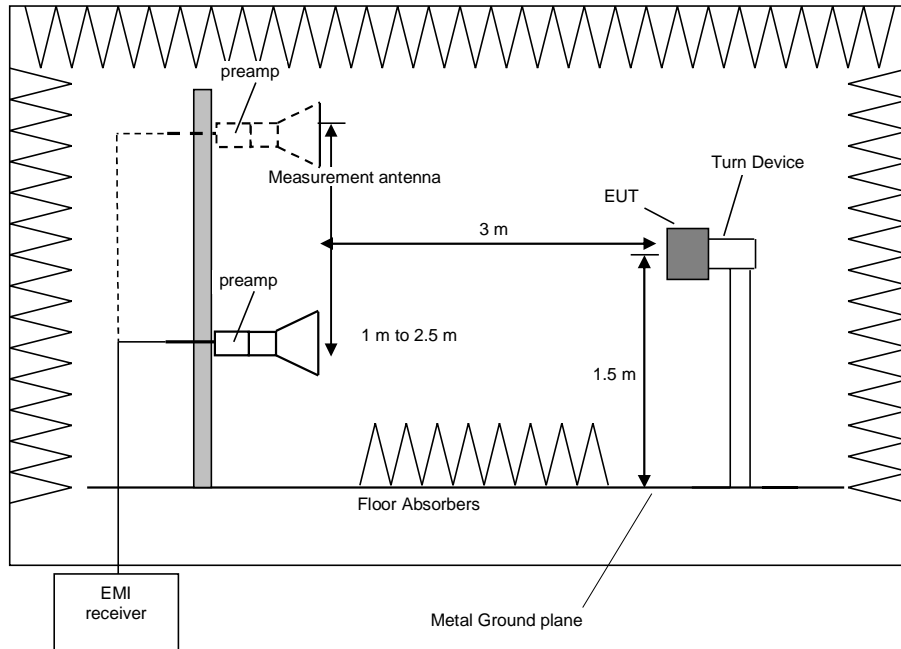 preamp
Measurement antenna
Turn Device
EUT
3 m
preamp
1 m to 2.5 m
1.5 m
Floor Absorbers
EMI
receiver
Metal Ground plane